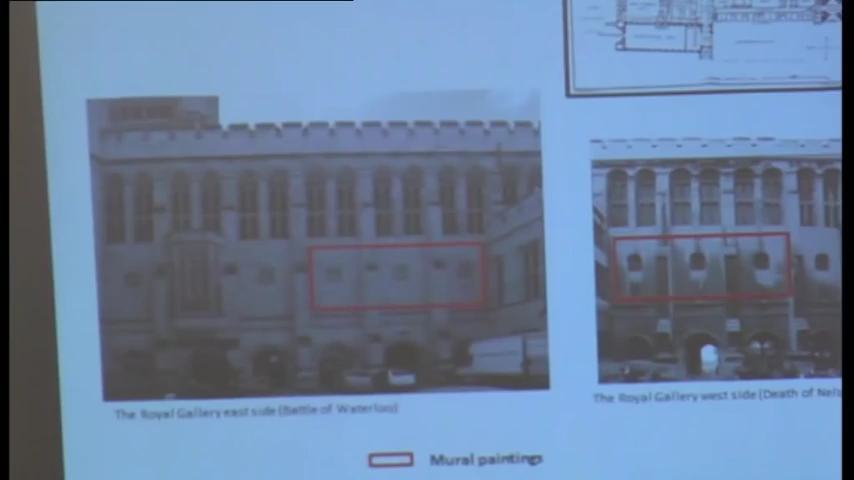 The Royal Gallery east side (Battle of Waterloo)
The Royal Gallery west side (Death of Nels
Mural paintings